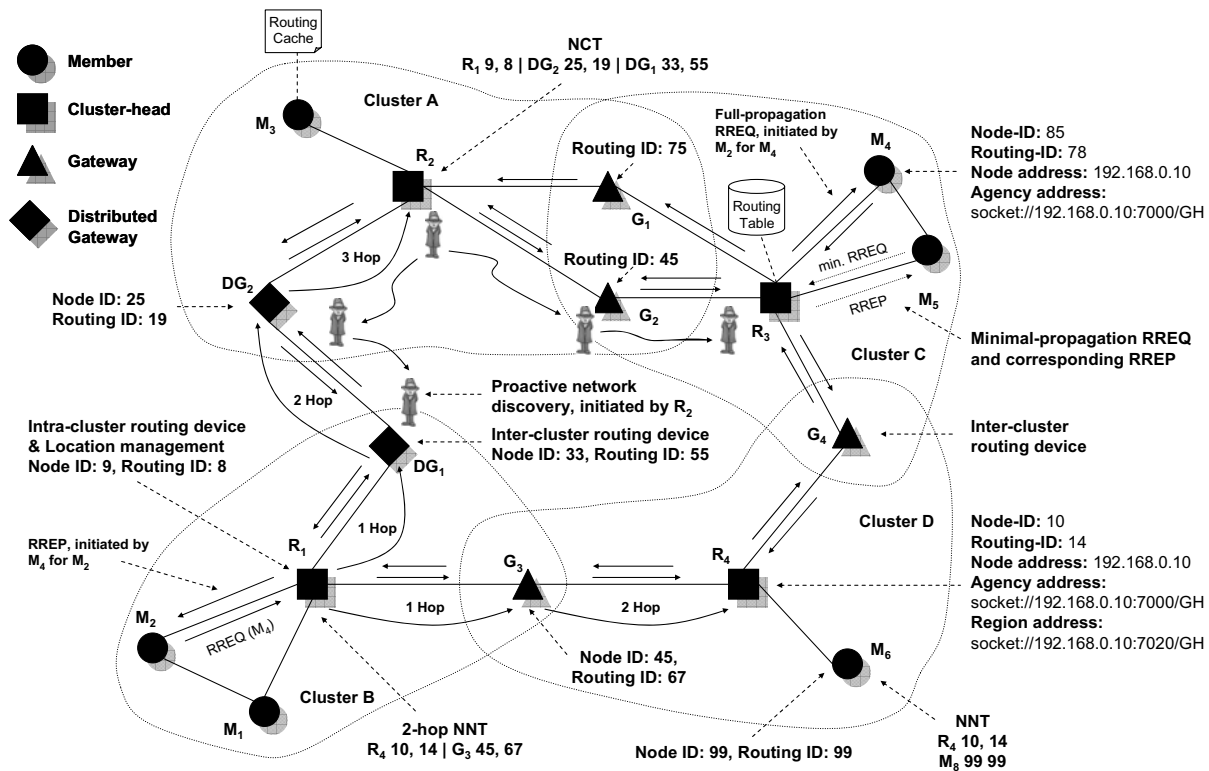 Routing
Cache
Member
Cluster-head
Gateway
Distributed
Gateway
NCT
R1 9, 8 | DG2 25, 19 | DG1 33, 55
Cluster A
M3
R2
Routing ID: 75
G1
Full-propagation
RREQ, initiated by
M2 for M4
M4
Node-ID: 85
Routing-ID: 78
Node address: 192.168.0.10
Agency address:
socket://192.168.0.10:7000/GH
Routing
Table
3 Hop
Routing ID: 45
G2
min. RREQ
RREP
M5
R3
DG2
Node ID: 25
Routing ID: 19
Minimal-propagation RREQ
and corresponding RREP
Cluster C
2 Hop
Proactive network
discovery, initiated by R2
Intra-cluster routing device
& Location management
Node ID: 9, Routing ID: 8
Inter-cluster routing device
Node ID: 33, Routing ID: 55
DG1
G4
Inter-cluster
routing device
1 Hop
Cluster D
RREP, initiated by
M4 for M2
R1
G3
R4
Node-ID: 10
Routing-ID: 14
Node address: 192.168.0.10
Agency address:
socket://192.168.0.10:7000/GH
Region address:
socket://192.168.0.10:7020/GH
1 Hop
2 Hop
M2
RREQ (M4)
Node ID: 45,
Routing ID: 67
M6
Cluster B
M1
2-hop NNT
R4 10, 14 | G3 45, 67
Node ID: 99, Routing ID: 99
NNT
R4 10, 14
M8 99 99